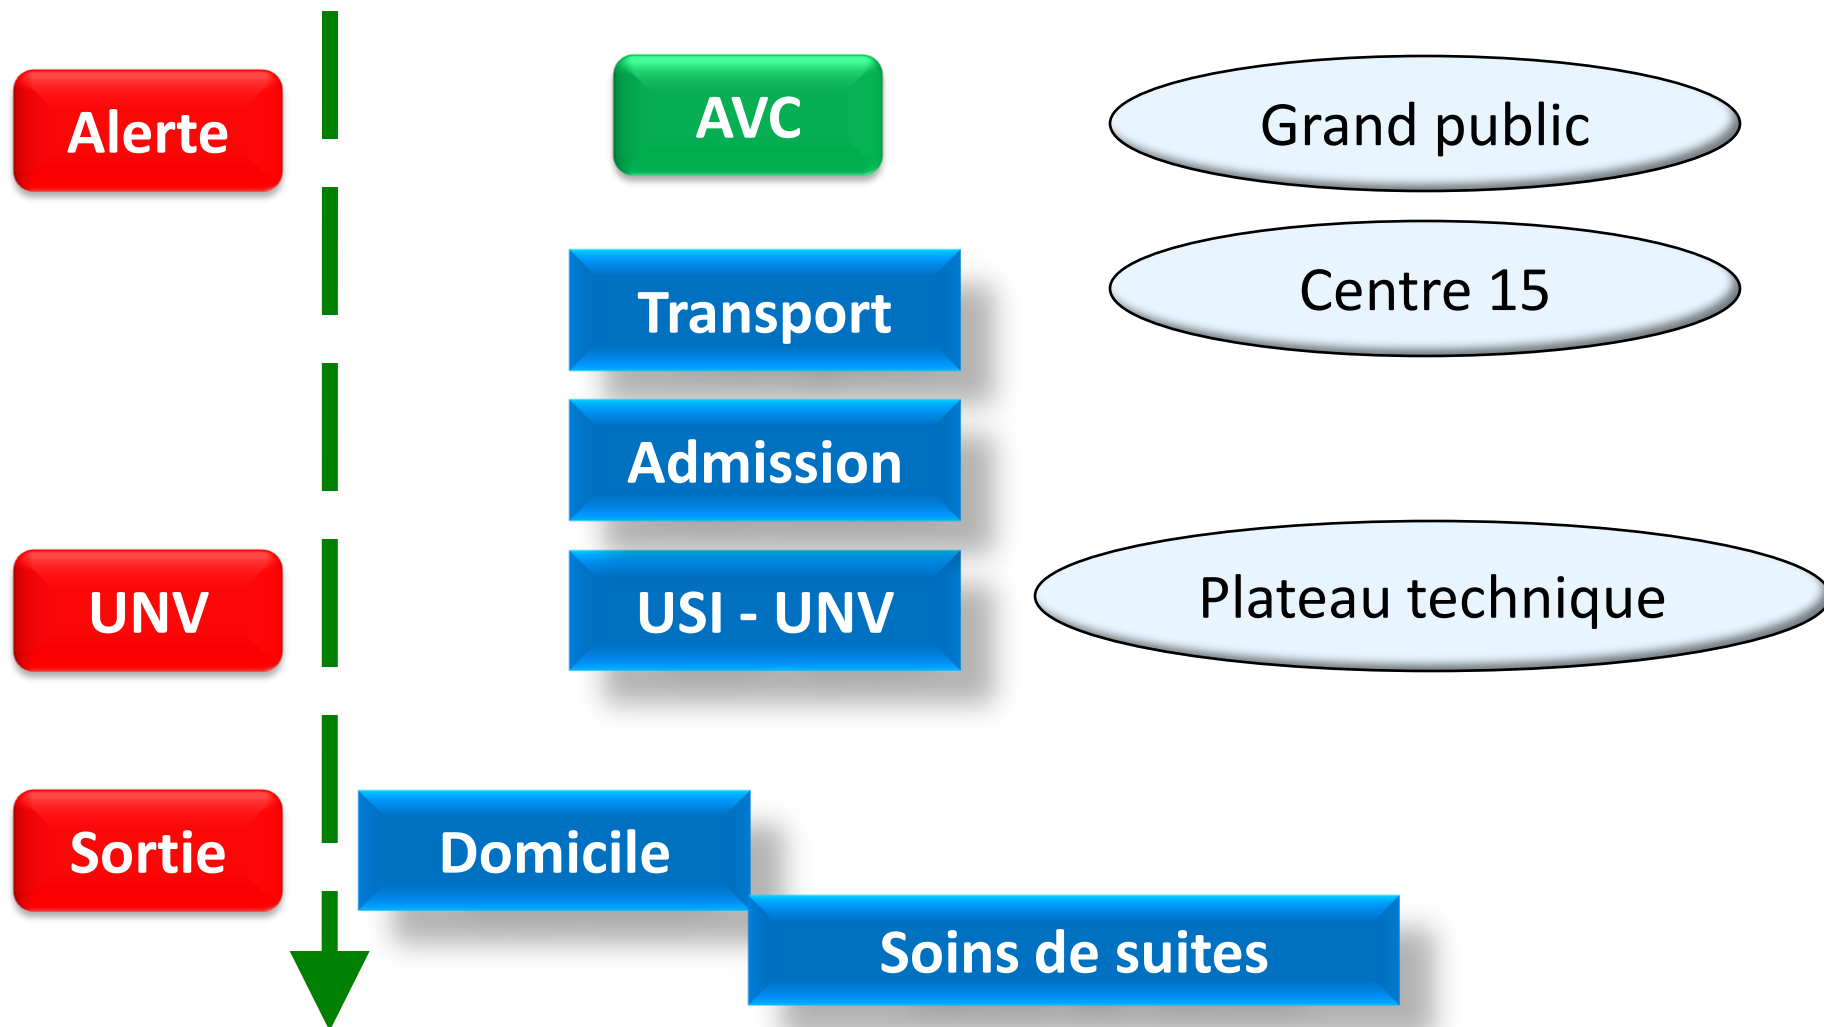 Alerte
AVC
Grand public
Transport
Centre 15
Admission
UNV
USI - UNV
Plateau technique
Sortie
Domicile
Soins de suites